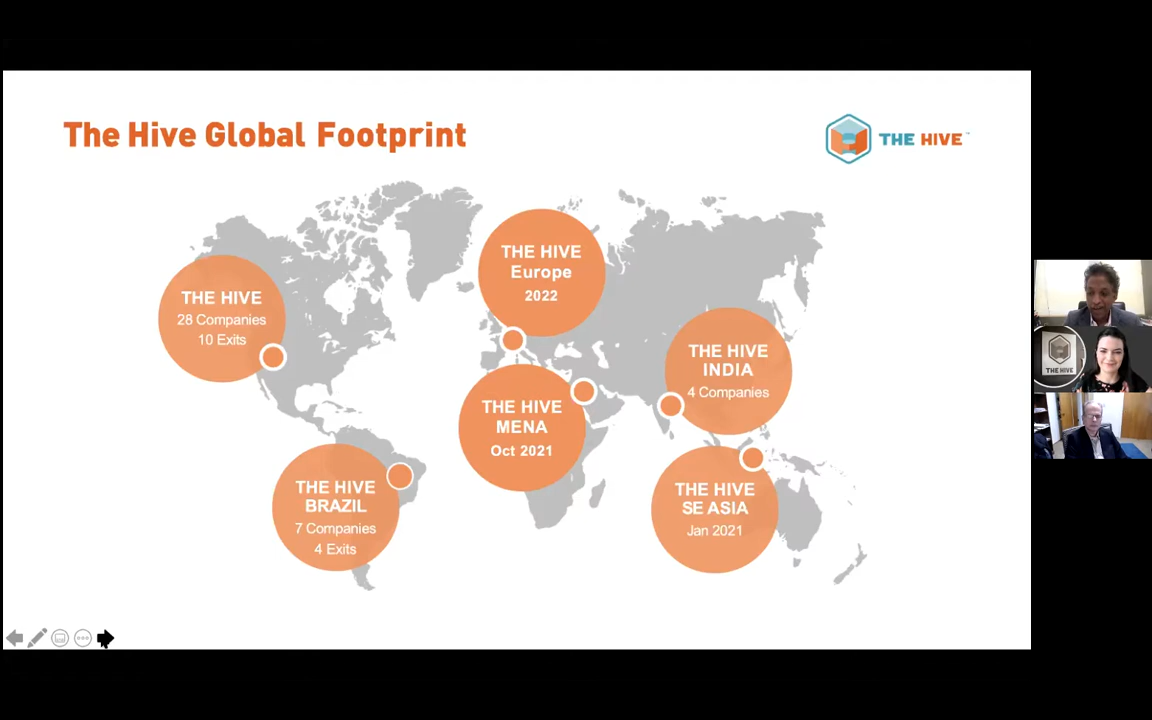 The Hive Global Footprint
THE HIVE™
THE HIVE
Europe
2022
THE HIVE
28 Companies
10 Exits
THE HIVE
INDIA
4 Companies
THE HIVE
MENA
Oct 2021
THE HIVE
BRAZIL
7 Companies
4 Exits
THE HIVE
SE ASIA
Jan 2021
THE HIVE